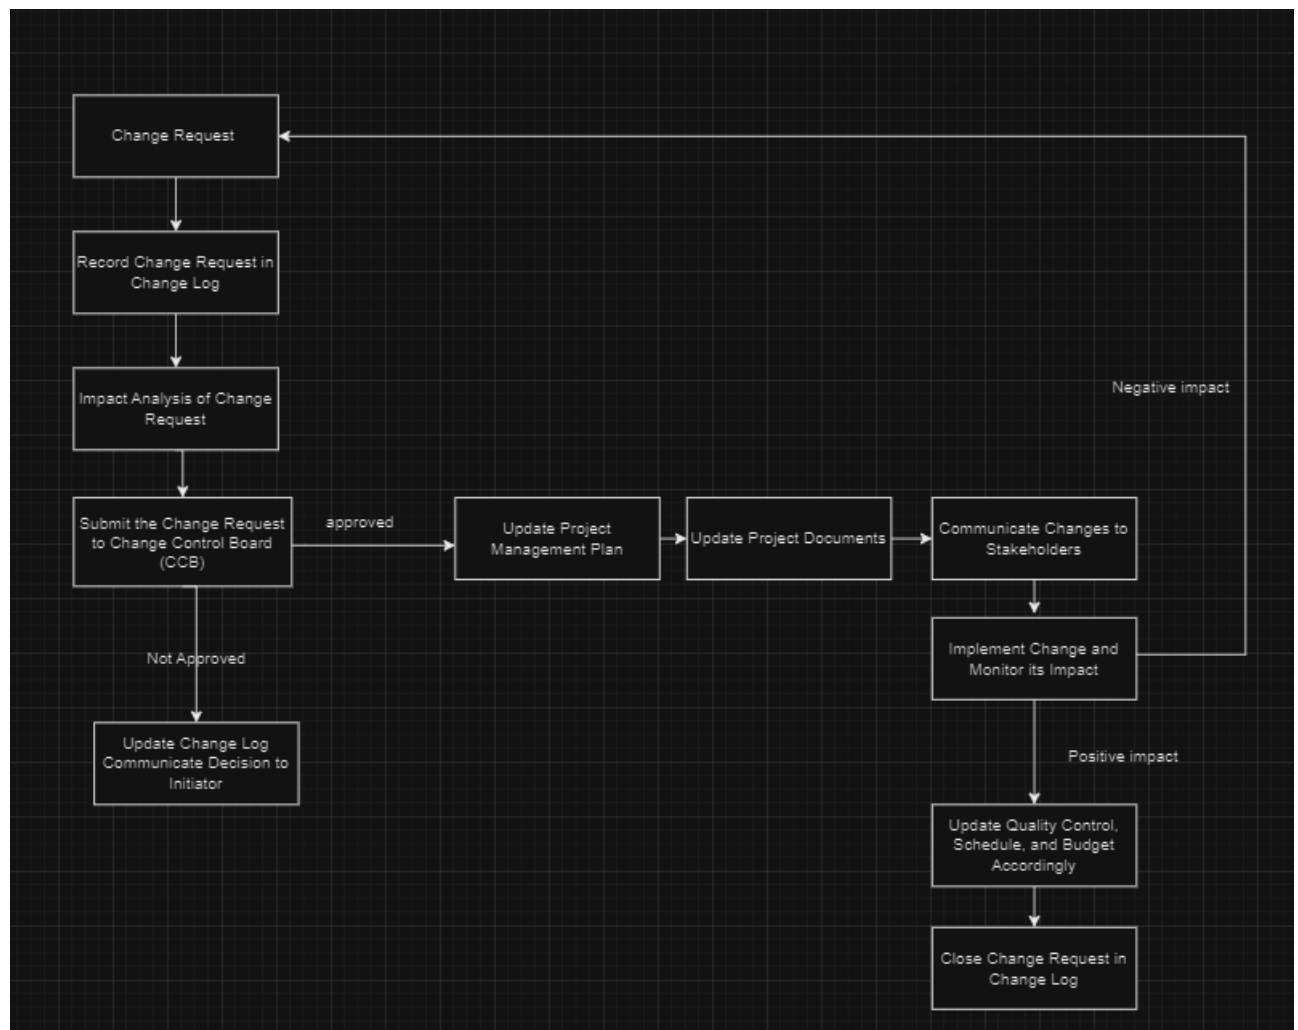 Change Request
Record Change Request in
Change Log
Impact Analysis of Change
Request
Submit the Change Request
to Change Control Board
(CCB)
approved
Update Project
Management Plan
Update Project Documents
Communicate Changes to
Stakeholders
Negative impact
Implement Change and
Monitor its Impact
Not Approved
Update Change Log
Communicate Decision to
Initiator
Positive impact
Update Quality Control,
Schedule, and Budget
Accordingly
Close Change Request in
Change Log